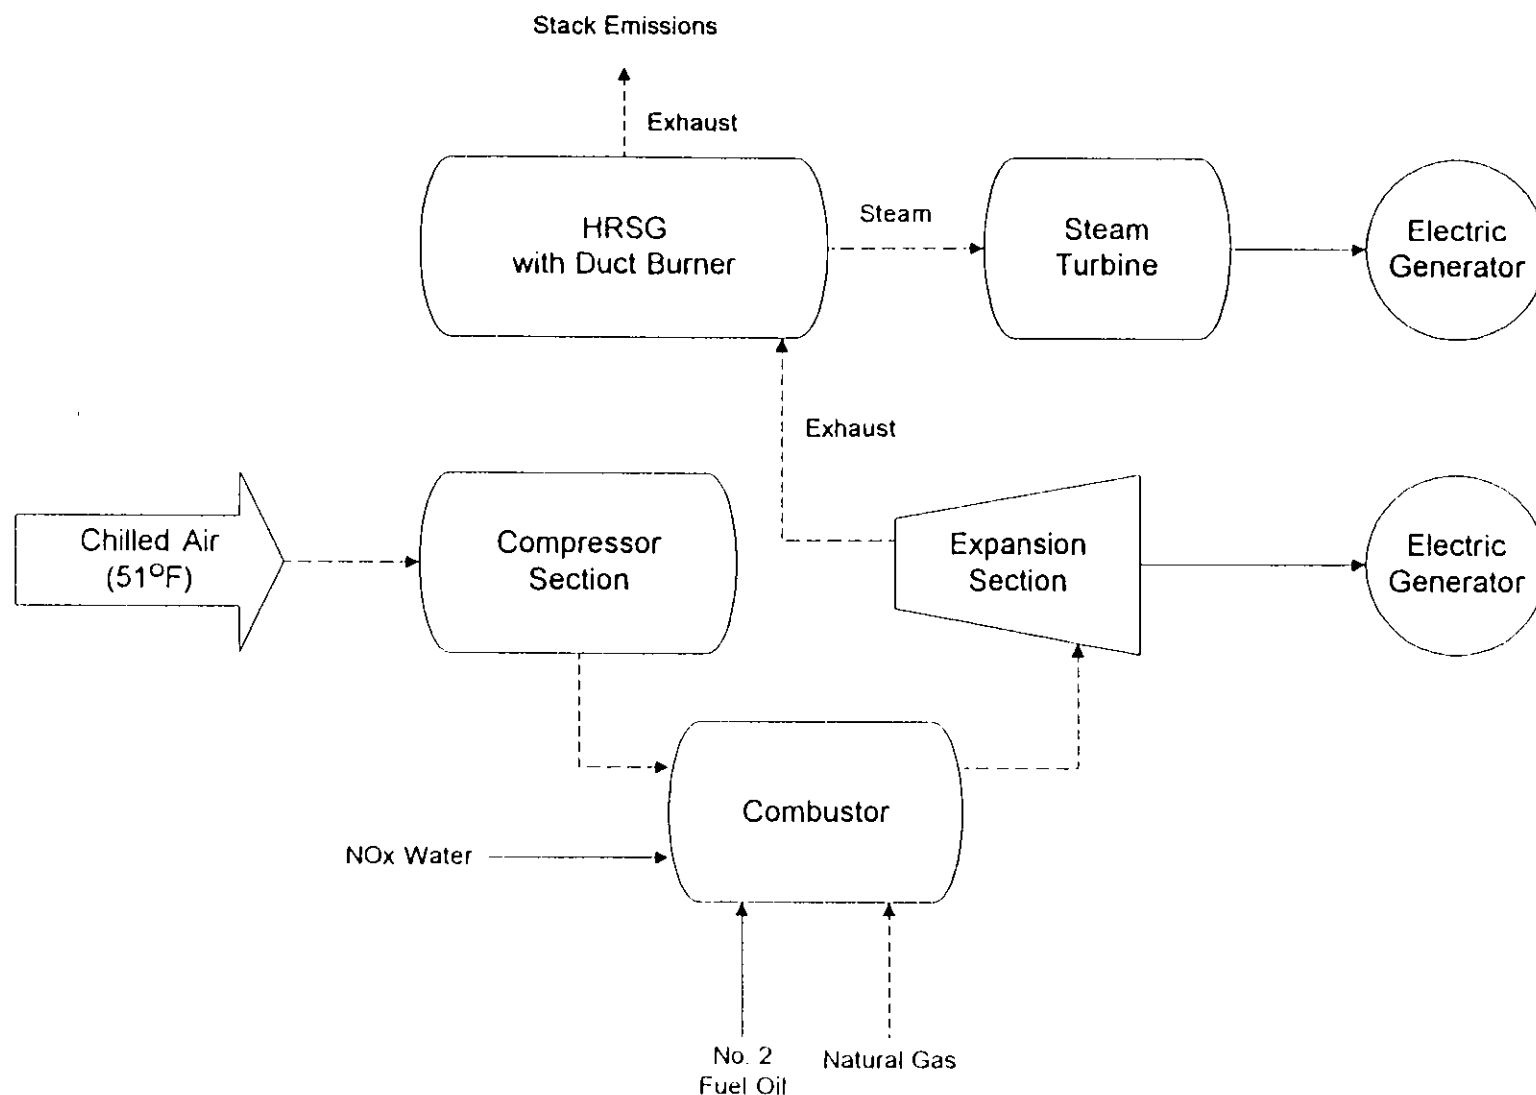 Stack Emissions
Exhaust
HRSG
with Duct Burner
Steam
Steam
Turbine
Electric
Generator
Exhaust
Chilled Air
(51°F)
Compressor
Section
Expansion
Section
Electric
Generator
Combustor
NOx Water
No. 2
Fuel Oil
Natural Gas